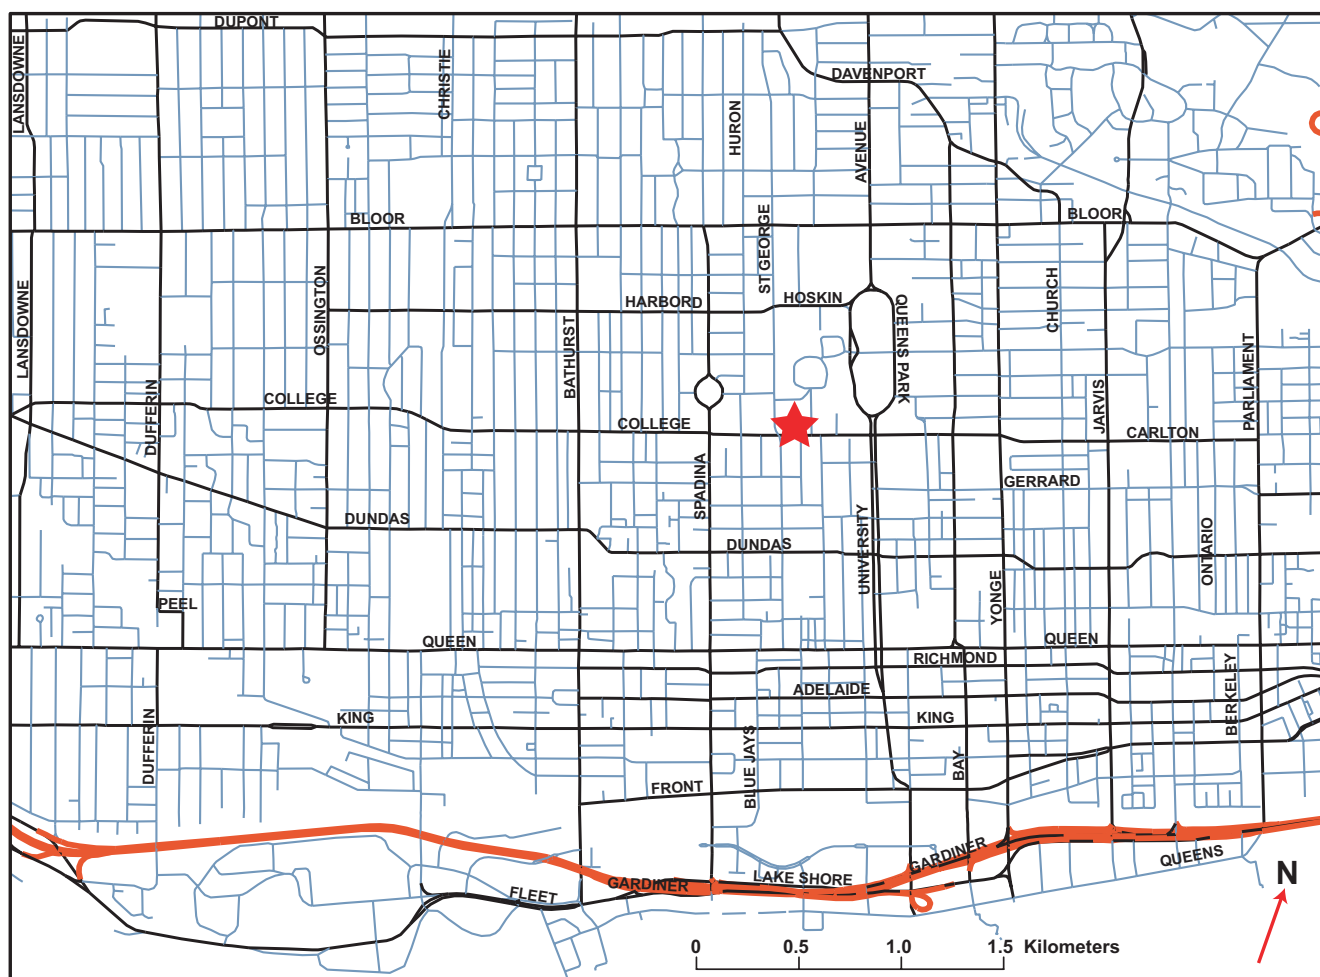 DUPONT
LANSDOWNE
CHRISTIE
DAVENPORT
HURON
AVENUE
BLOOR
BLOOR
ST GEORGE
OSSINGTON
LANSDOWNE
HARBORD
HOSKIN
QUEENS PARK
CHURCH
BATHURST
PARLIAMENT
DUFFERIN
COLLEGE
JARVIS
COLLEGE
CARLTON
SPADINA
GERRARD
DUNDAS
UNIVERSITY
DUNDAS
ONTARIO
YONGE
PEEL
QUEEN
QUEEN
RICHMOND
ADELAIDE
BERKELEY
KING
KING
DUFFERIN
BLUE JAYS
BAY
FRONT
GARDINER
QUEENS
LAKE SHORE
GARDINER
FLEET
N
0 0.5 1.0 1.5 Kilometers